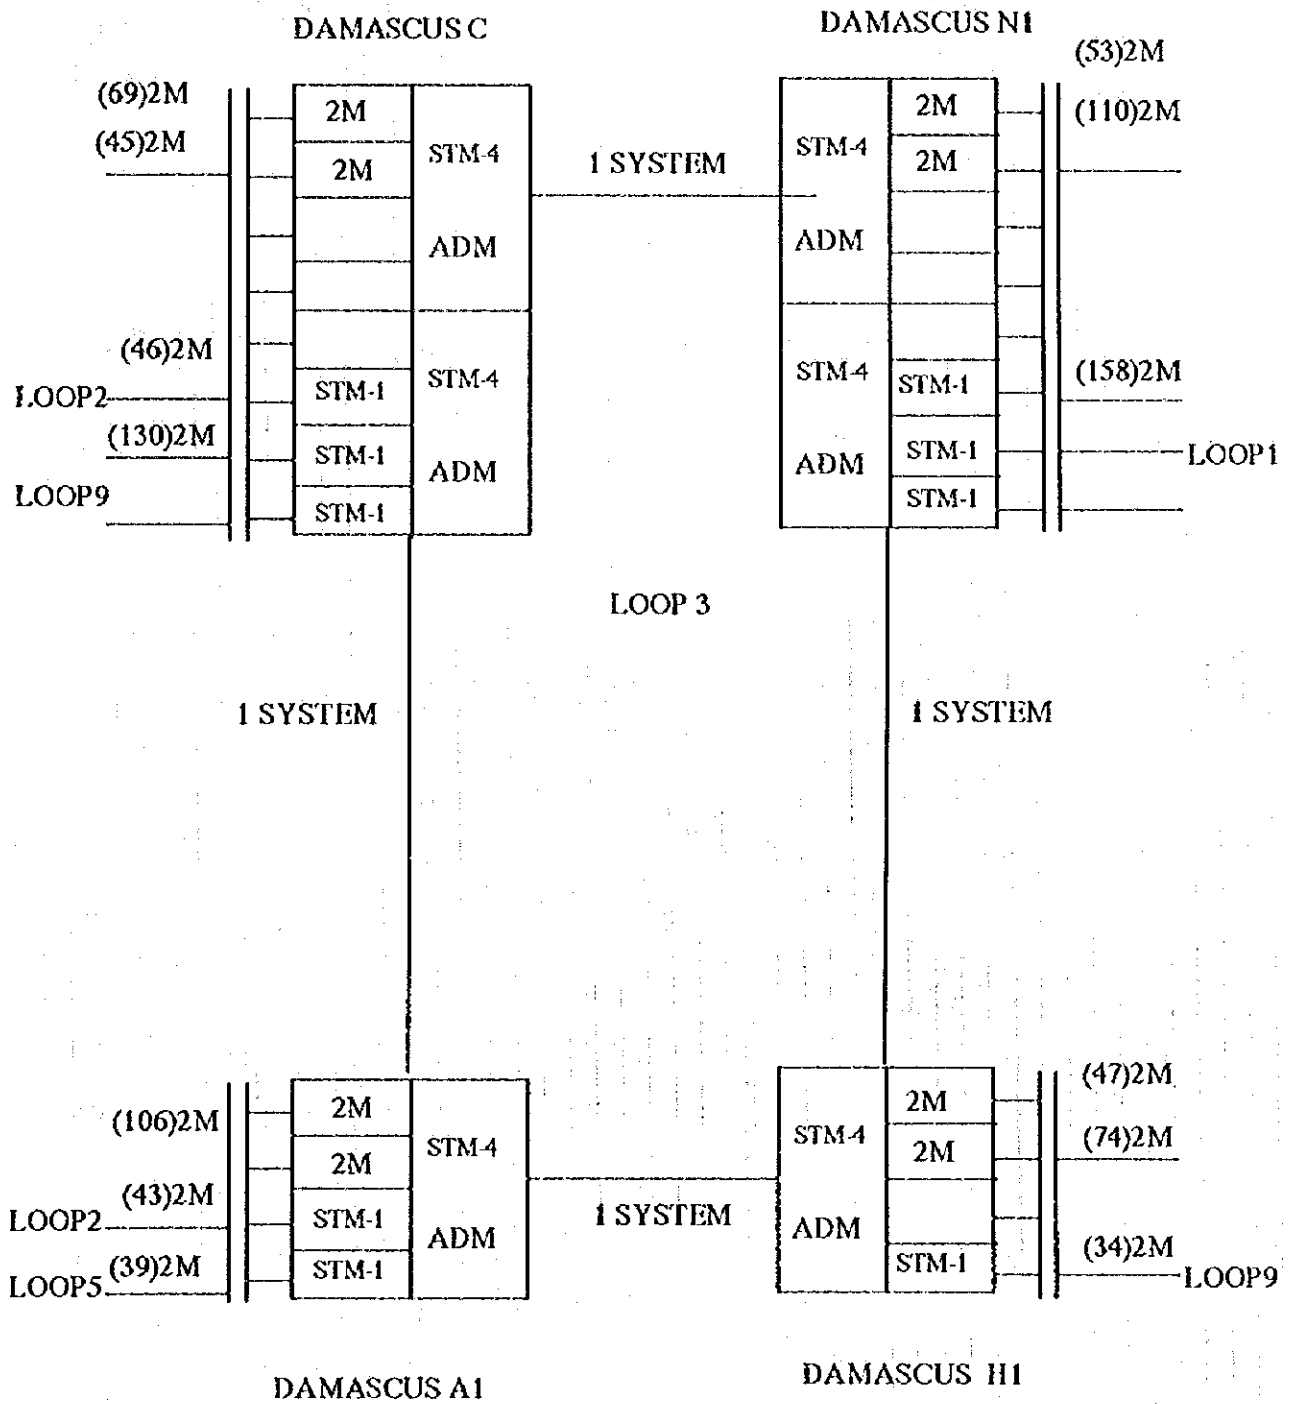 DAMASCUS C
DAMASCUS N1
(53)2M
(69)2M
2M
2M
(110)2M
(45)2M
2M
STM-4
1 SYSTEM
STM-4
2M
ADM
ADM
(46)2M
STM-4
STM-4
(158)2M
LOOP2
STM-1
STM-1
(130)2M
STM-1
ADM
ADM
STM-1
LOOP1
LOOP9
STM-1
STM-1
LOOP 3
1 SYSTEM
1 SYSTEM
(47)2M
(106)2M
2M
2M
STM-4
STM-4
(74)2M
2M
2M
(43)2M
LOOP2
STM-1
1 SYSTEM
ADM
ADM
(34)2M
LOOP5
(39)2M
STM-1
STM-1
LOOP9
DAMASCUS A1
DAMASCUS H1